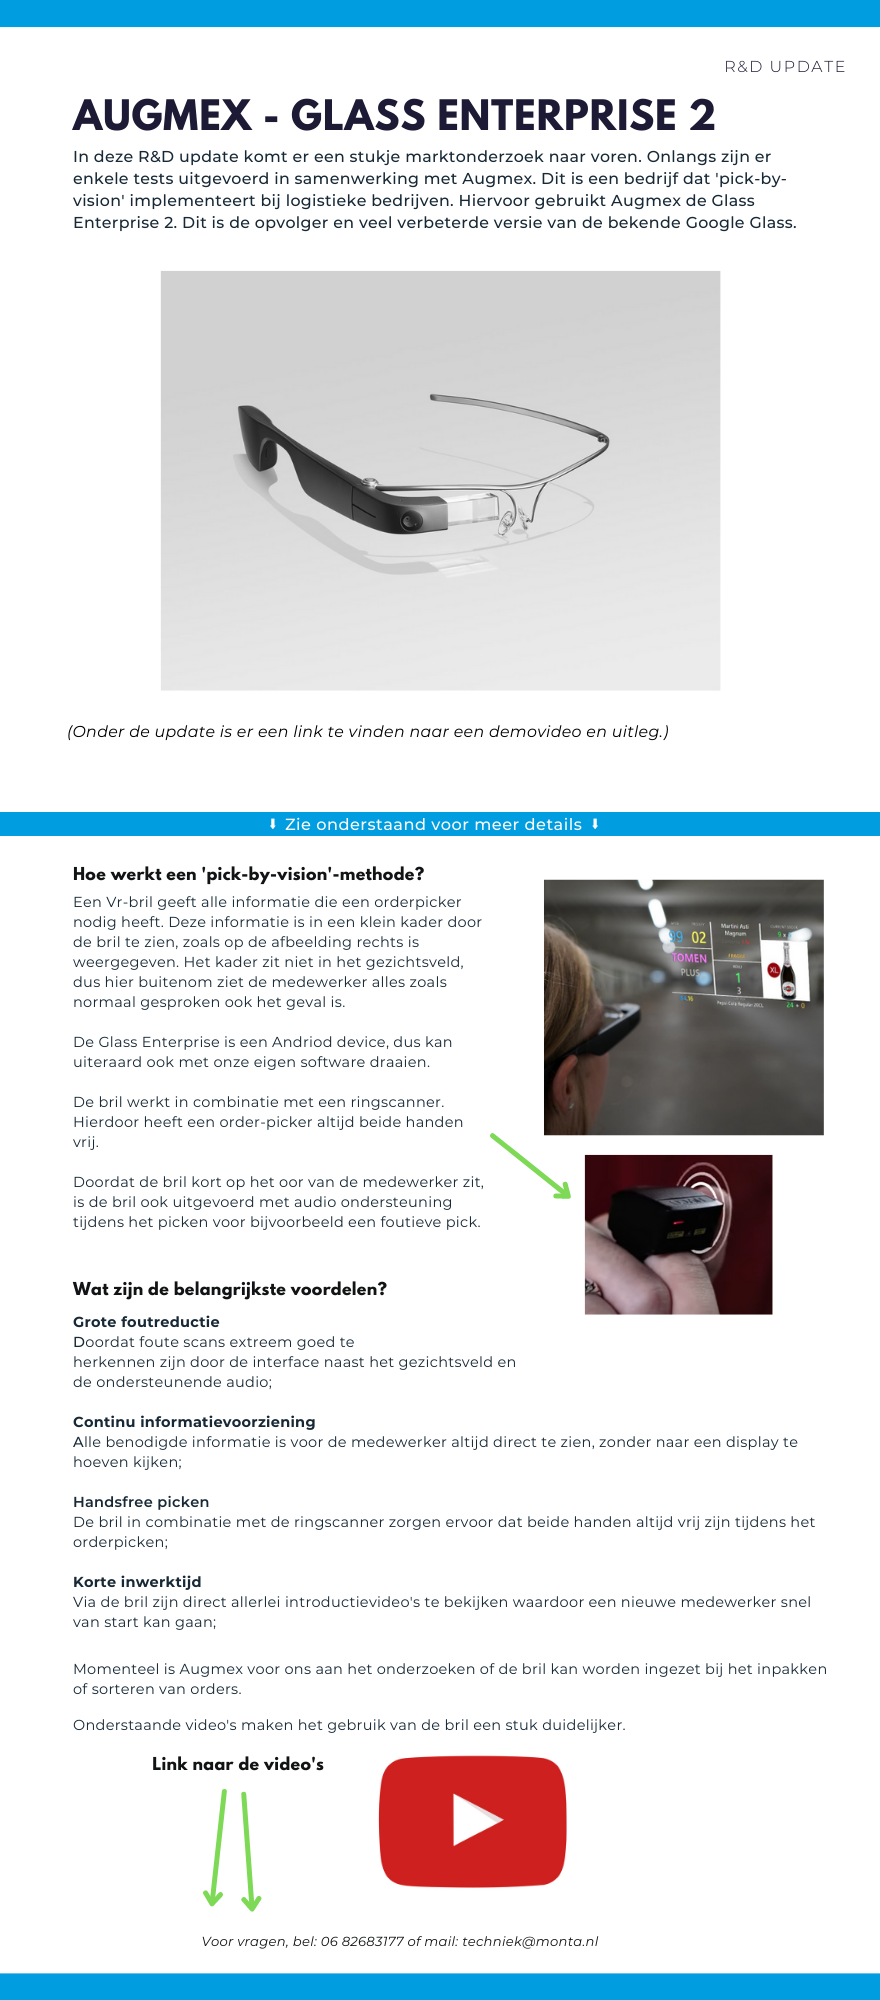 R&D UPDATE
AUGMEX - GLASS ENTERPRISE 2
In deze R&D update komt er een stukje marktonderzoek naar voren. Onlangs zijn er
enkele tests uitgevoerd in samenwerking met Augmex. Dit is een bedrijf dat 'pick-by-
vision' implementeert bij logistieke bedrijven. Hiervoor gebruikt Augmex de Glass
Enterprise 2. Dit is de opvolger en veel verbeterde versie van de bekende Google Glass.
(Onder de update is er een link te vinden naar een demovideo en uitleg.)
⬇ Zie onderstaand voor meer details ⬇
Hoe werkt een 'pick-by-vision'-methode?
Een Vr-bril geeft alle informatie die een orderpicker
nodig heeft. Deze informatie is in een klein kader door
de bril te zien, zoals op de afbeelding rechts is
weergegeven. Het kader zit niet in het gezichtsveld,
dus hier buitenom ziet de medewerker alles zoals
normaal gesproken ook het geval is.
De Glass Enterprise is een Andriod device, dus kan
uiteraard ook met onze eigen software draaien.
De bril werkt in combinatie met een ringscanner.
Hierdoor heeft een order-picker altijd beide handen
vrij.
Doordat de bril kort op het oor van de medewerker zit,
is de bril ook uitgevoerd met audio ondersteuning
tijdens het picken voor bijvoorbeeld een foutieve pick.
99 02
TOMEN
PLUS
Martini Asti
Magnum
1
3
XL
24 + 0
Wat zijn de belangrijkste voordelen?
Grote foutreductie
Doordat foute scans extreem goed te
herkennen zijn door de interface naast het gezichtsveld en
de ondersteunende audio;
Continu informatievoorziening
Alle benodigde informatie is voor de medewerker altijd direct te zien, zonder naar een display te
hoeven kijken;
Handsfree picken
De bril in combinatie met de ringscanner zorgen ervoor dat beide handen altijd vrij zijn tijdens het
orderpicken;
Korte inwerktijd
Via de bril zijn direct allerlei introductievideo's te bekijken waardoor een nieuwe medewerker snel
van start kan gaan;
Momenteel is Augmex voor ons aan het onderzoeken of de bril kan worden ingezet bij het inpakken
of sorteren van orders.
Onderstaande video's maken het gebruik van de bril een stuk duidelijker.
Link naar de video's
Voor vragen, bel: 06 82683177 of mail: techniek@monta.nl